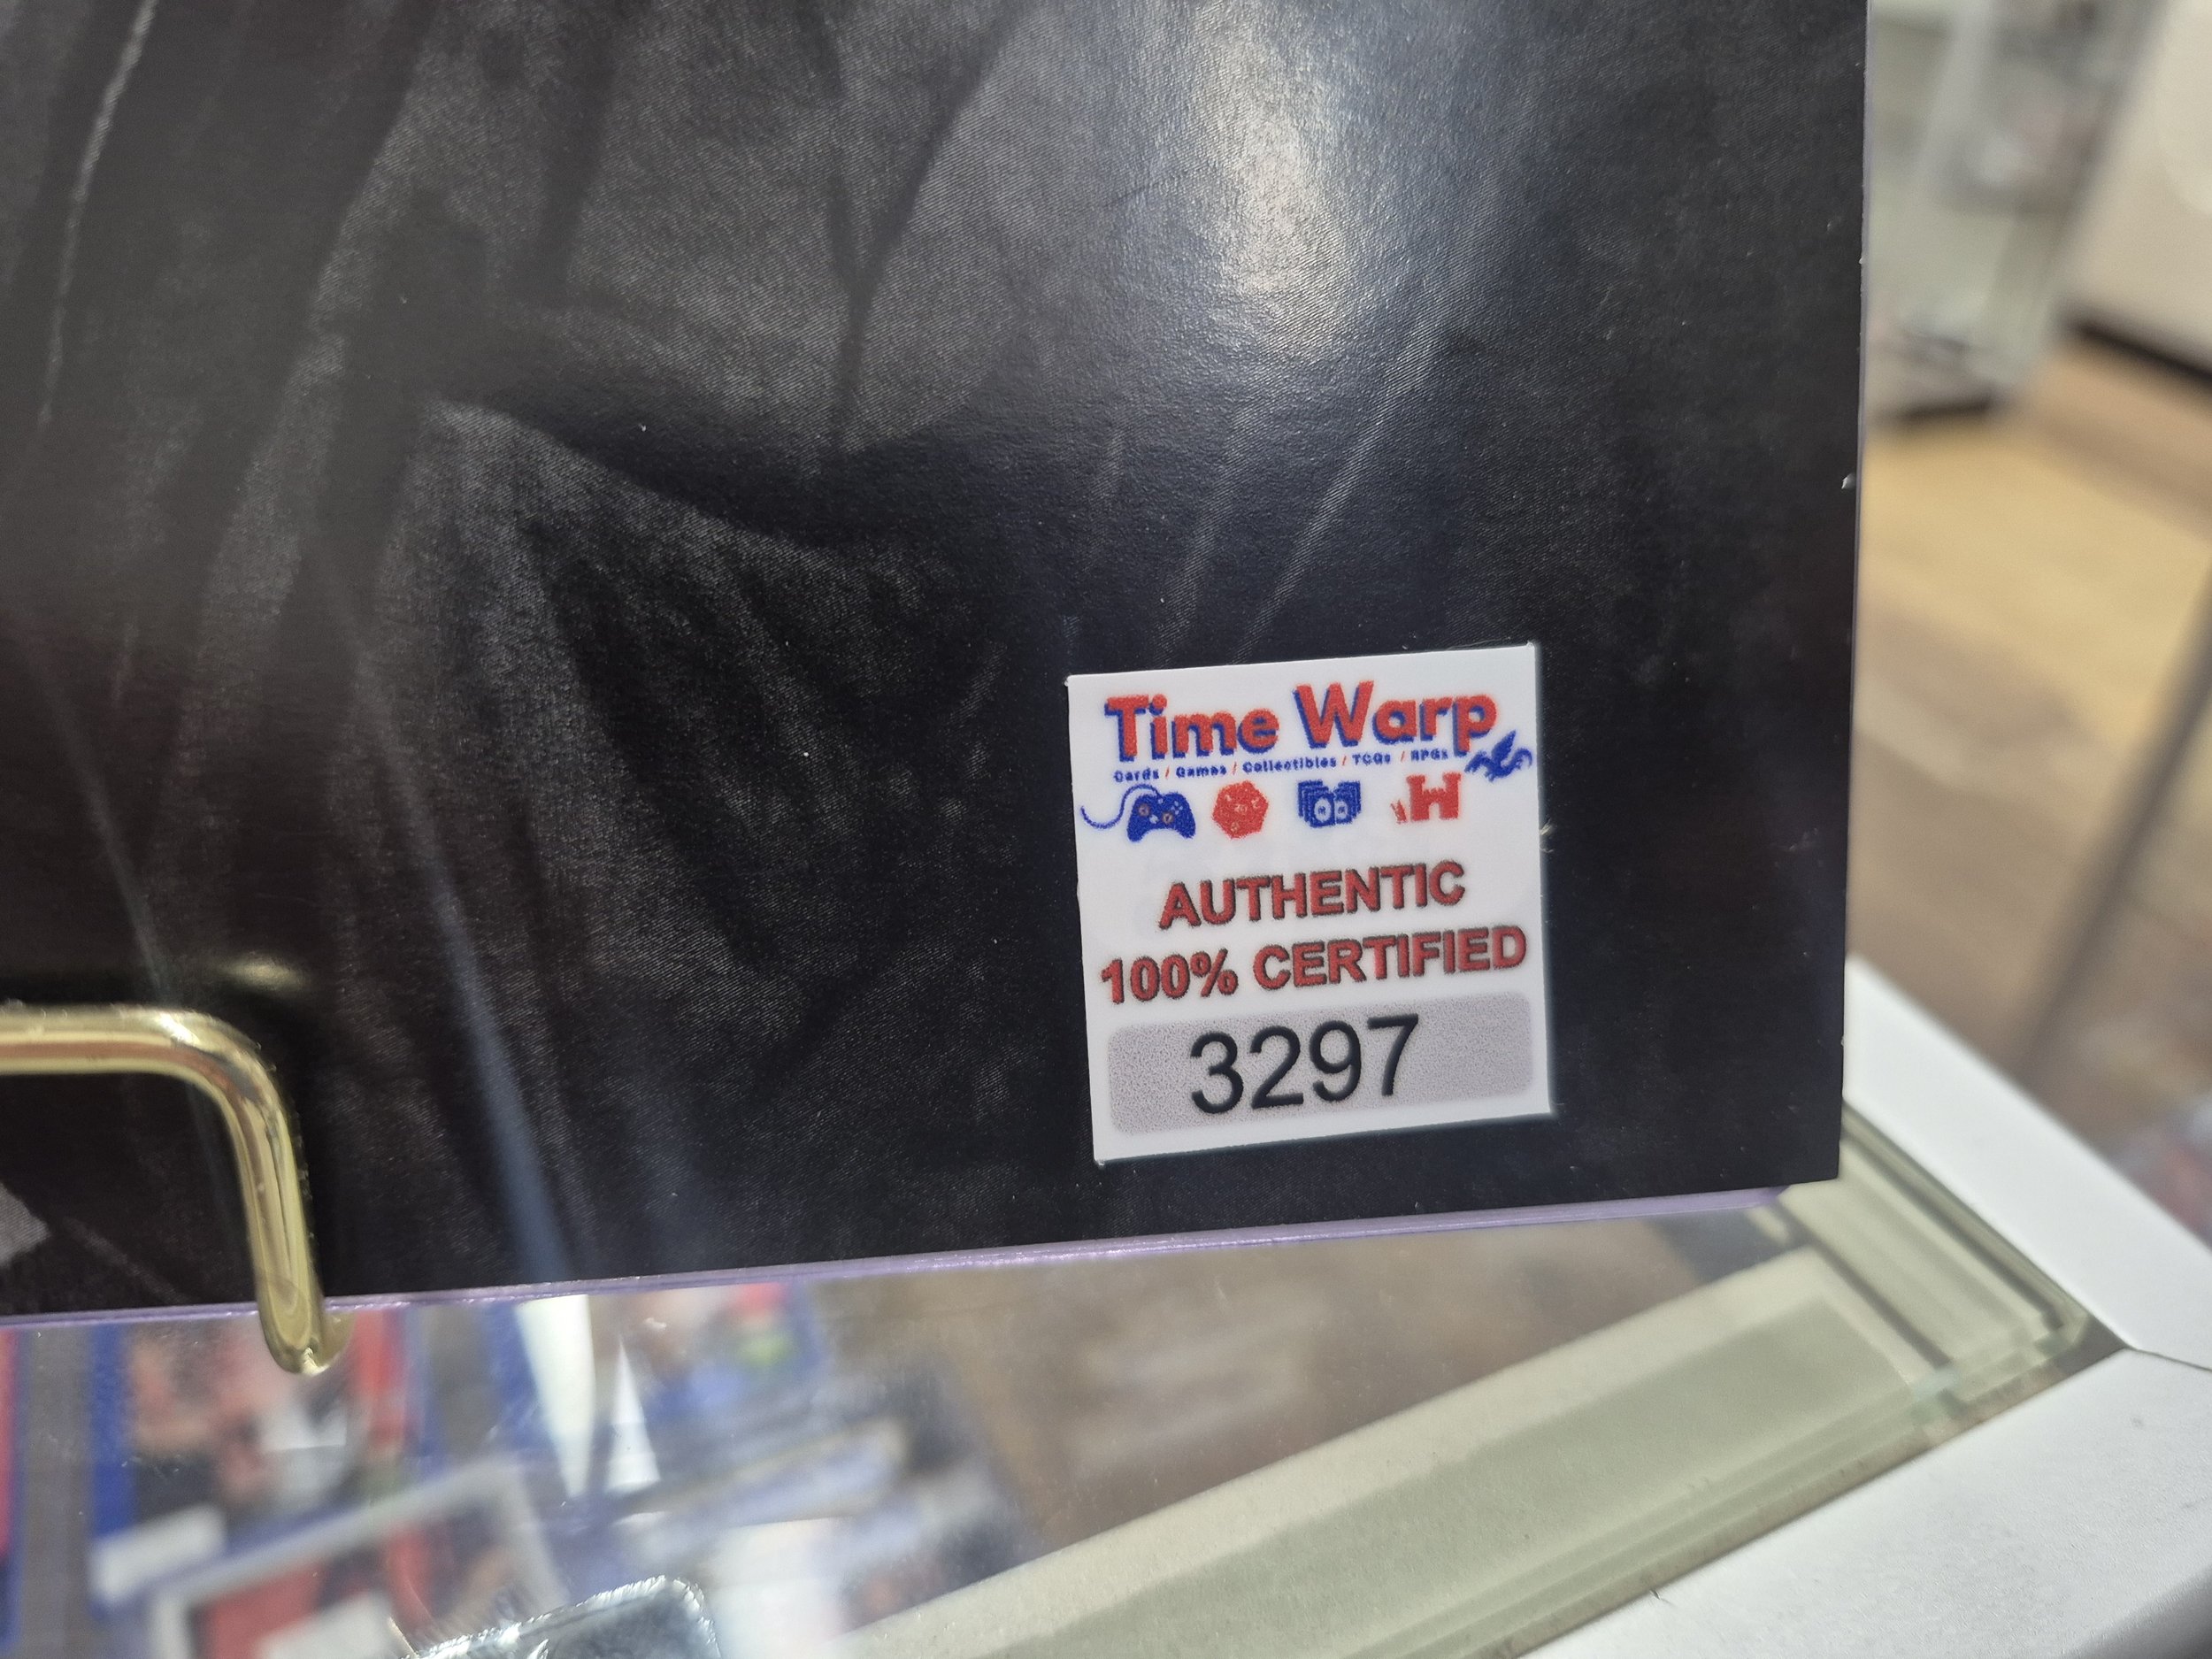 Time Warp
Cards / Games / Collectibles / TCGs / RPGs
AUTHENTIC
100% CERTIFIED
3297